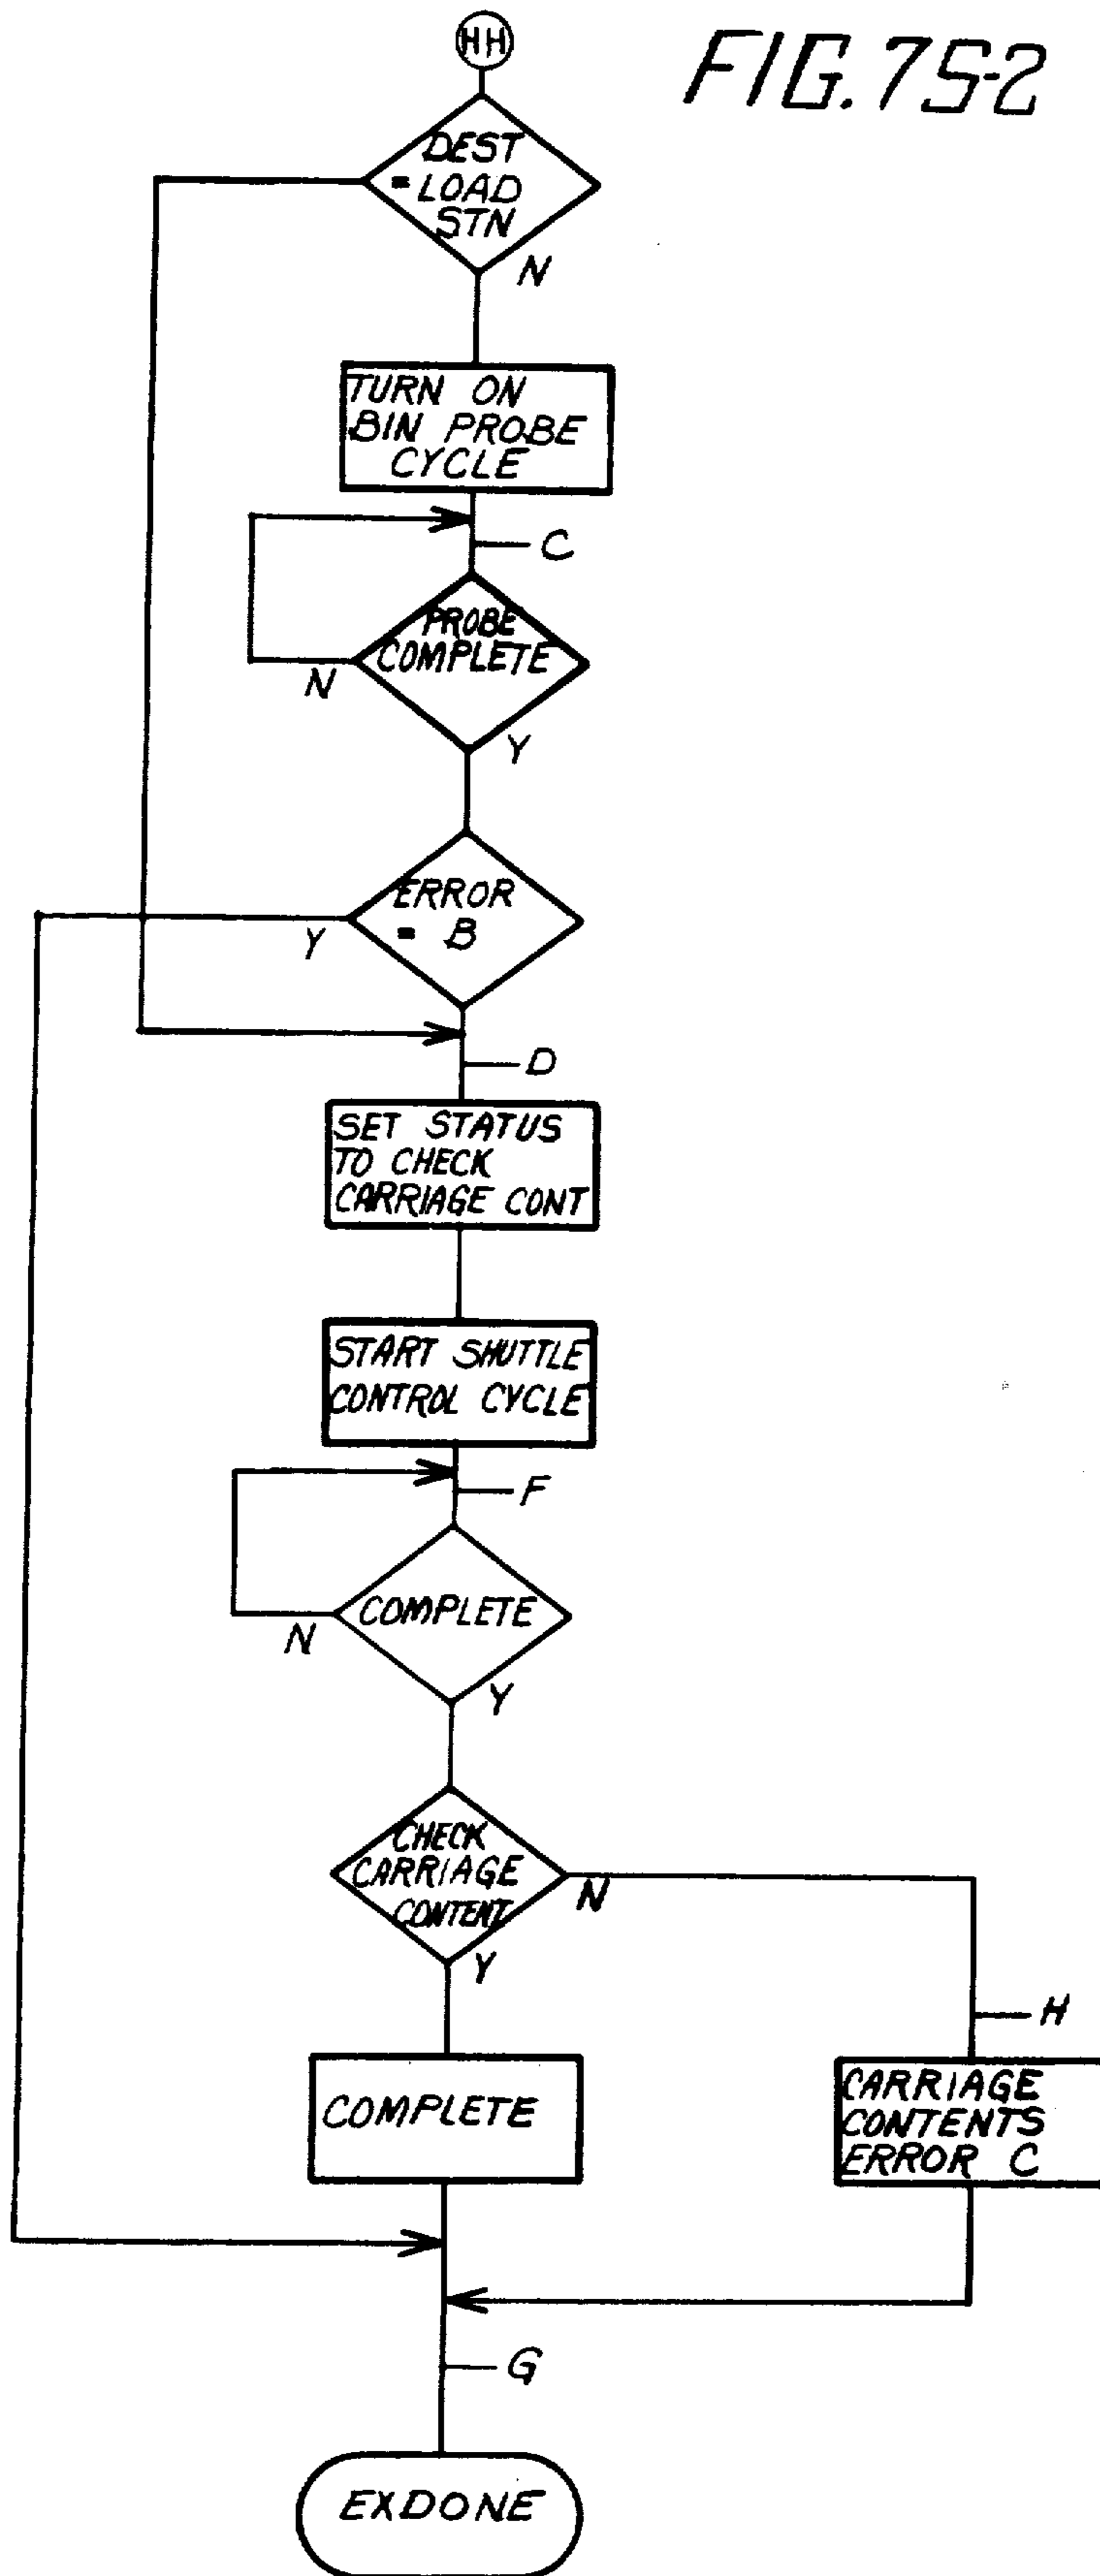 HH
FIG. 7S-2
DEST
= LOAD
STN
N
TURN ON
BIN PROBE
CYCLE
C
PROBE
COMPLETE
N
Y
ERROR
= B
Y
D
SET STATUS
TO CHECK
CARRIAGE CONT
START SHUTTLE
CONTROL CYCLE
F
COMPLETE
N
Y
CHECK
CARRIAGE
CONTENT
N
Y
H
COMPLETE
CARRIAGE
CONTENTS
ERROR C
G
EXDONE